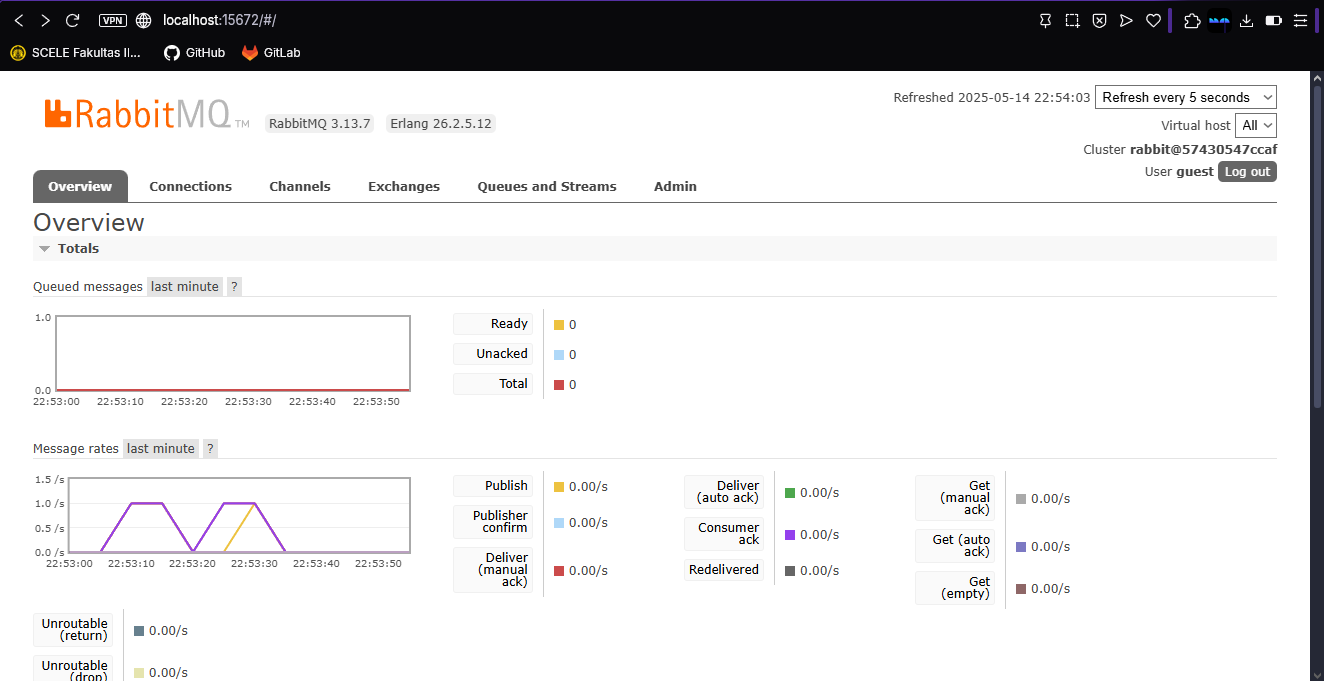 VPN localhost:15672/#/
SCELE Fakultas Il... GitHub GitLab
RabbitMQ TM RabbitMQ 3.13.7 Erlang 26.2.5.12
Refreshed 2025-05-14 22:54:03 Refresh every 5 seconds
Virtual host All
Cluster rabbit@57430547ccaf
User guest Log out
Overview Connections Channels Exchanges Queues and Streams Admin
Overview
Totals
Queued messages last minute ?
1.0
0.0
22:53:00 22:53:10 22:53:20 22:53:30 22:53:40 22:53:50
Ready 0
Unacked 0
Total 0
Message rates last minute ?
1.5 /s
1.0 /s
0.5 /s
0.0 /s
22:53:00 22:53:10 22:53:20 22:53:30 22:53:40 22:53:50
Publish 0.00/s
Publisher
confirm 0.00/s
Deliver
(manual
ack) 0.00/s
Deliver
(auto ack) 0.00/s
Consumer
ack 0.00/s
Redelivered 0.00/s
Get
(manual
ack) 0.00/s
Get (auto
ack) 0.00/s
Get
(empty) 0.00/s
Unroutable
(return) 0.00/s
Unroutable
(drop) 0.00/s